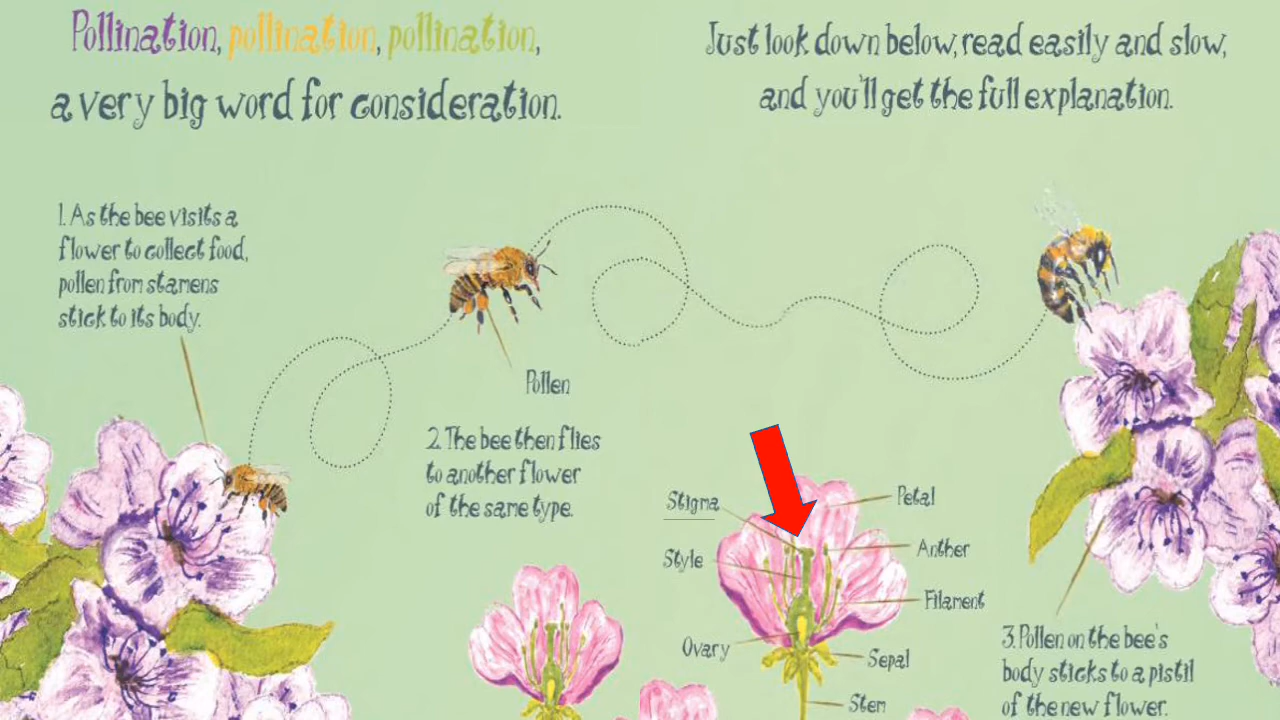 Pollination, pollination, pollination,
a very big word for consideration.
Just look down below, read easily and slow,
and you'll get the full explanation.
1. As the bee visits a
flower to collect food,
pollen from stamens
stick to its body.
Pollen
2. The bee then flies
to another flower
of the same type.
Stigma
Style
Ovary
Petal
Anther
Filament
Sepal
Stem
3. Pollen on the bee's
body sticks to a pistil
of the new flower.